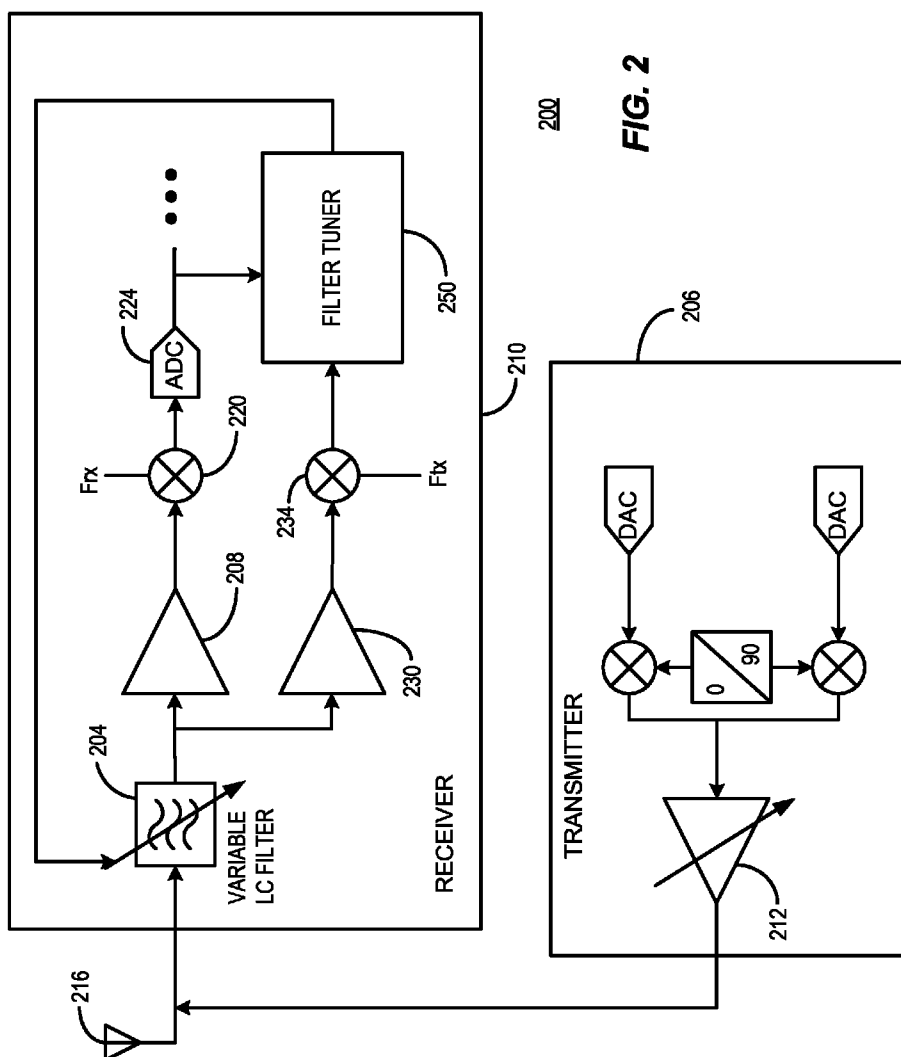 216
204
VARIABLE
LC FILTER
208
230
Frx
220
234
Ftx
ADC
224
FILTER TUNER
250
RECEIVER
210
200
FIG. 2
TRANSMITTER
206
212
0
90
DAC
DAC